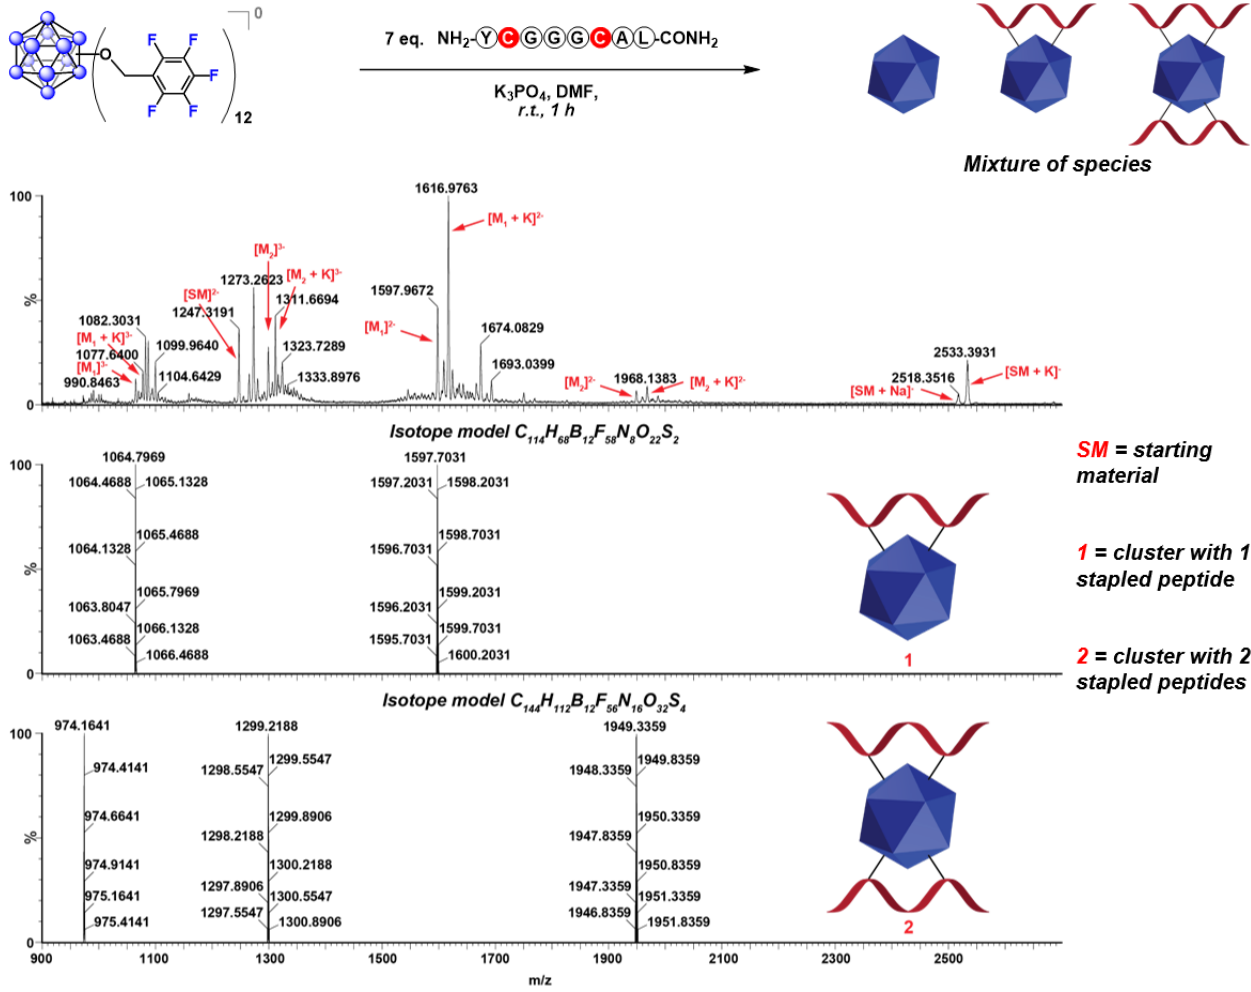 0
O
F
F
F
F
F
12
7 eq. NH2-YCGGGCAL-CONH2
K3PO4, DMF,
r.t., 1 h
Mixture of species
100
%
0
1616.9763
[M1 + K]2-
[M2]3-
1273.2623
[M2 + K]3-
[SM]2-
1247.3191
1311.6694
1597.9672
1082.3031
[M1 + K]3-
1077.6400
[M1]3-
990.8463
1099.9640
1104.6429
1323.7289
1333.8976
[M1]2-
1674.0829
1693.0399
[M2]2-
1968.1383
[M2 + K]2-
2533.3931
2518.3516
[SM + K]-
[SM + Na]-
Isotope model C114H68B12F58N8O22S2
100
%
0
1064.7969
1064.4688
1065.1328
1065.4688
1064.1328
1065.7969
1063.8047
1066.1328
1063.4688
1066.4688
1597.7031
1597.2031
1598.2031
1598.7031
1596.7031
1599.2031
1596.2031
1599.7031
1595.7031
1600.2031
1
SM = starting
material
1 = cluster with 1
stapled peptide
2 = cluster with 2
stapled peptides
Isotope model C144H112B12F56N16O32S4
100
%
0
974.1641
974.4141
974.6641
974.9141
975.1641
975.4141
1299.2188
1299.5547
1298.5547
1299.8906
1298.2188
1300.2188
1297.8906
1300.5547
1297.5547
1300.8906
1949.3359
1949.8359
1948.3359
1950.3359
1947.8359
1950.8359
1947.3359
1951.3359
1946.8359
1951.8359
2
900
1100
1300
1500
1700
1900
2100
2300
2500
m/z